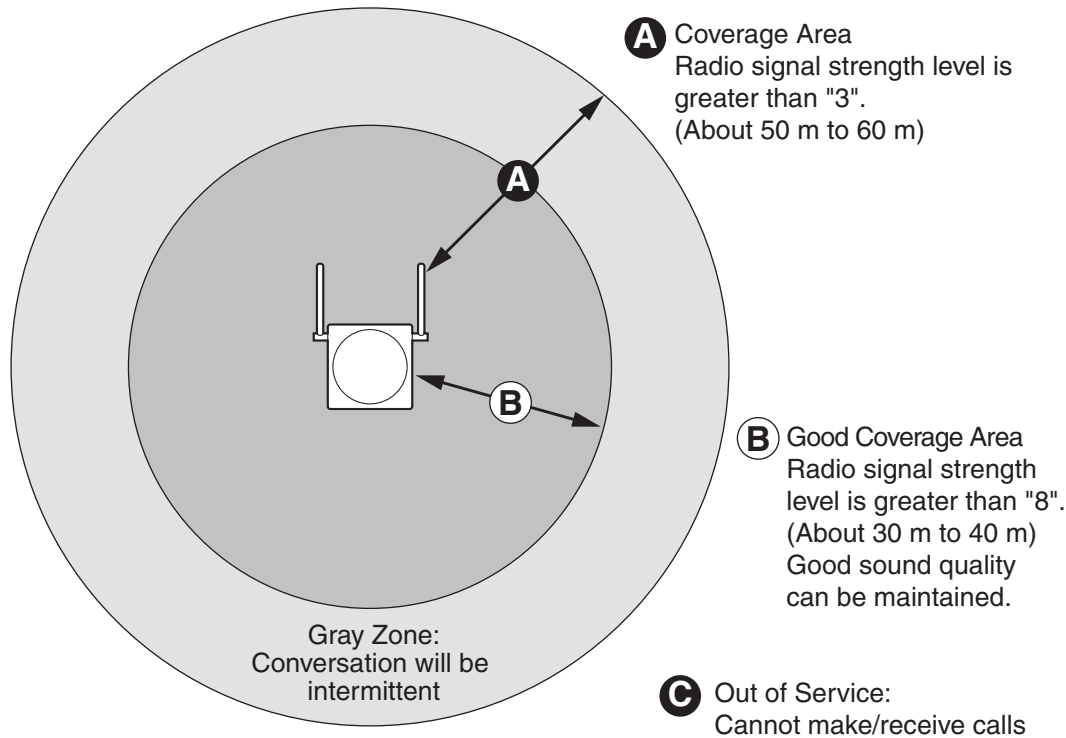 A Coverage Area
Radio signal strength level is
greater than "3".
(About 50 m to 60 m)
A
B
B Good Coverage Area
Radio signal strength
level is greater than "8".
(About 30 m to 40 m)
Good sound quality
can be maintained.
Gray Zone:
Conversation will be
intermittent
C Out of Service:
Cannot make/receive calls